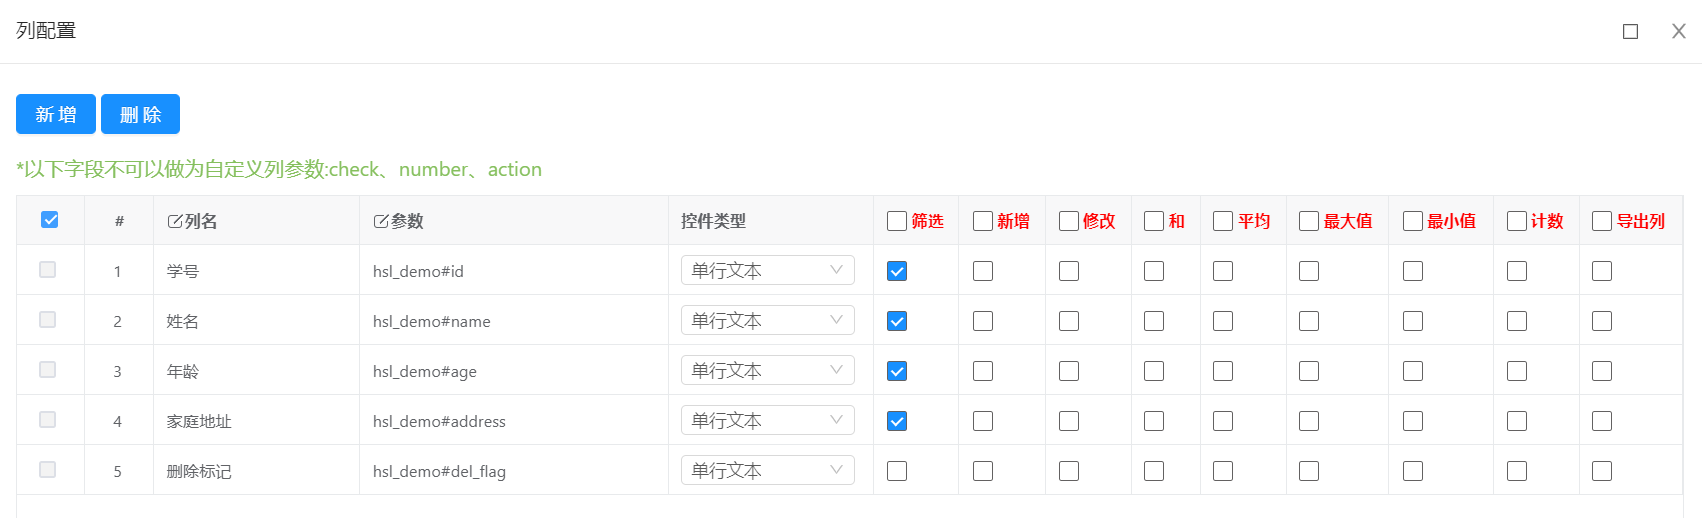 列配置
新增 删除
*以下字段不可以做为自定义列参数:check、number、action
# 列名 参数 控件类型 筛选 新增 修改 和 平均 最大值 最小值 计数 导出列
1 学号 hsl_demo#id 单行文本
2 姓名 hsl_demo#name 单行文本
3 年龄 hsl_demo#age 单行文本
4 家庭地址 hsl_demo#address 单行文本
5 删除标记 hsl_demo#del_flag 单行文本